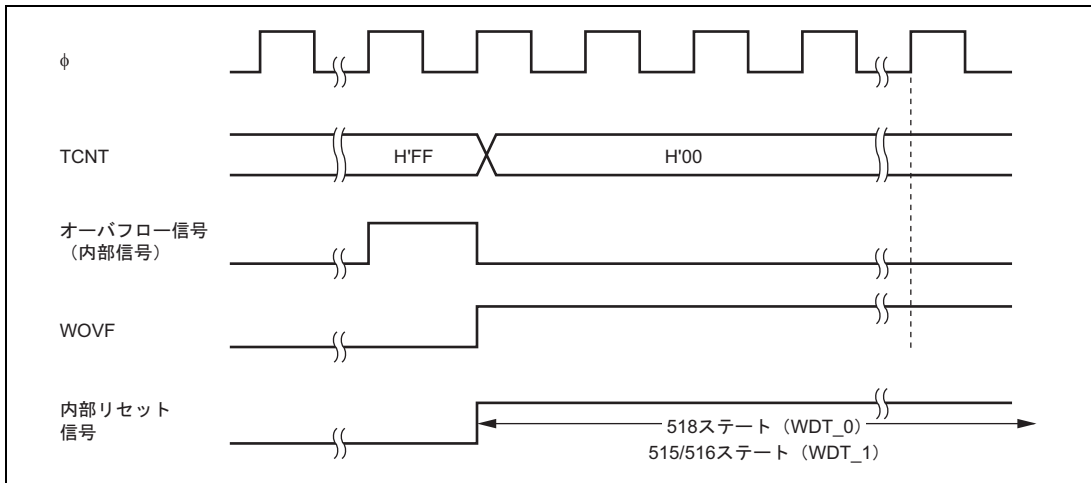 φ
TCNT
H'FF
H'00
オーバフロー信号
（内部信号）
WOVF
内部リセット
信号
518ステート（WDT_0）
515/516ステート（WDT_1）